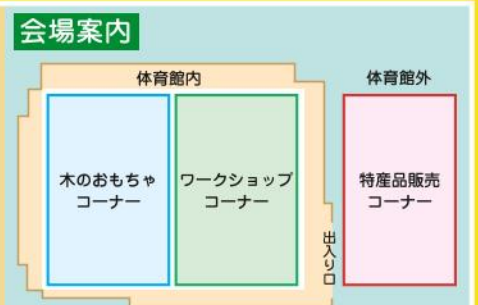 会場案内
体育館内
体育館外
木のおもちゃ
コーナー
ワークショップ
コーナー
特産品販売
コーナー
出入り口